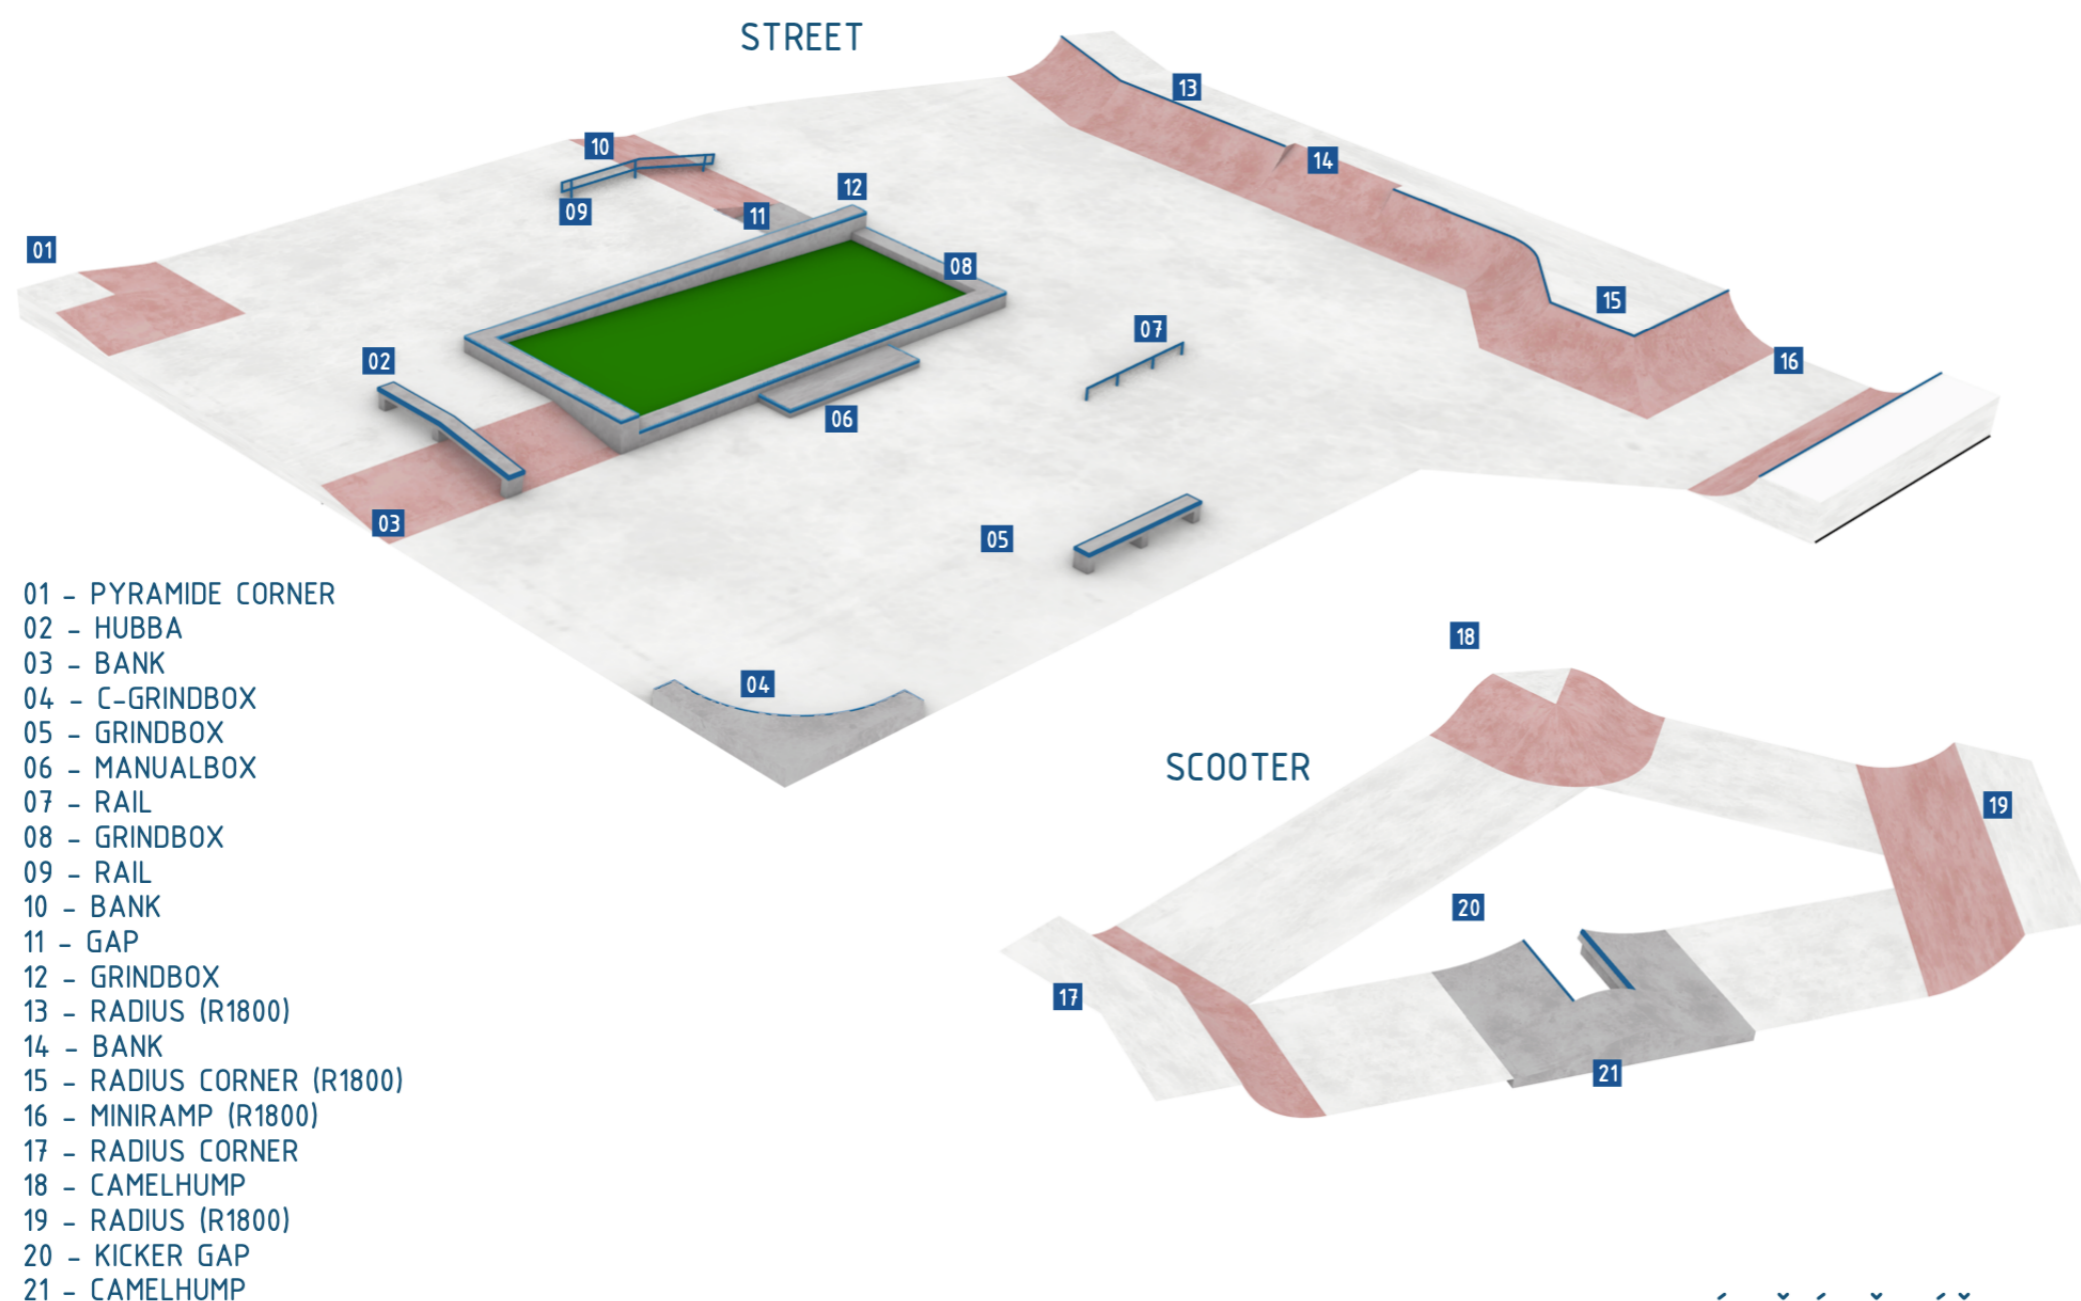 STREET
13
10
14
12
09
11
01
08
15
07
02
16
06
03
05
18
04
SCOOTER
19
20
17
21
01 - PYRAMIDE CORNER
02 - HUBBA
03 - BANK
04 - C-GRINDBOX
05 - GRINDBOX
06 - MANUALBOX
07 - RAIL
08 - GRINDBOX
09 - RAIL
10 - BANK
11 - GAP
12 - GRINDBOX
13 - RADIUS (R1800)
14 - BANK
15 - RADIUS CORNER (R1800)
16 - MINIRAMP (R1800)
17 - RADIUS CORNER
18 - CAMELHUMP
19 - RADIUS (R1800)
20 - KICKER GAP
21 - CAMELHUMP